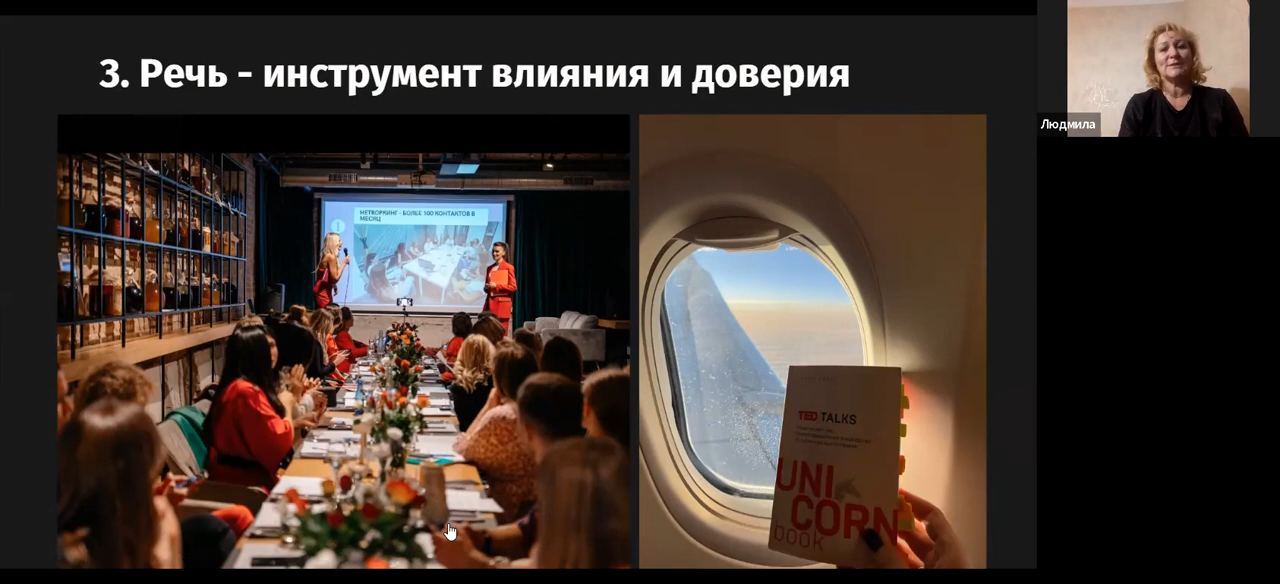 3. Речь - инструмент влияния и доверия
Людмила
НЕТВОРКИНГ - БОЛЕЕ 100 КОНТАКТОВ В
МЕСЯЦ
TED TALKS
UNI
CORN
book